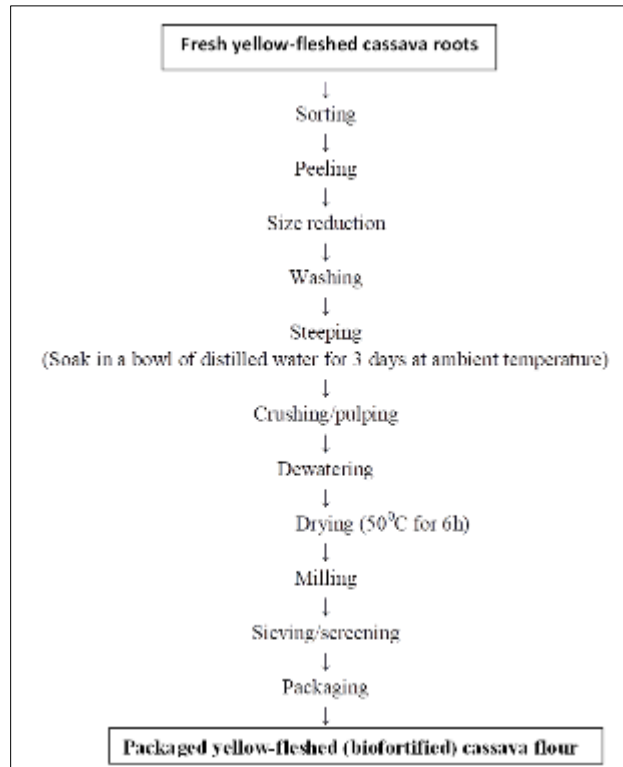 Fresh yellow-fleshed cassava roots
↓
Sorting
↓
Peeling
↓
Size reduction
↓
Washing
↓
Steeping
(Soak in a bowl of distilled water for 3 days at ambient temperature)
↓
Crushing/pulping
↓
Dewatering
↓
Drying (50⁰C for 6h)
↓
Milling
↓
Sieving/screening
↓
Packaging
↓
Packaged yellow-fleshed (biofortified) cassava flour